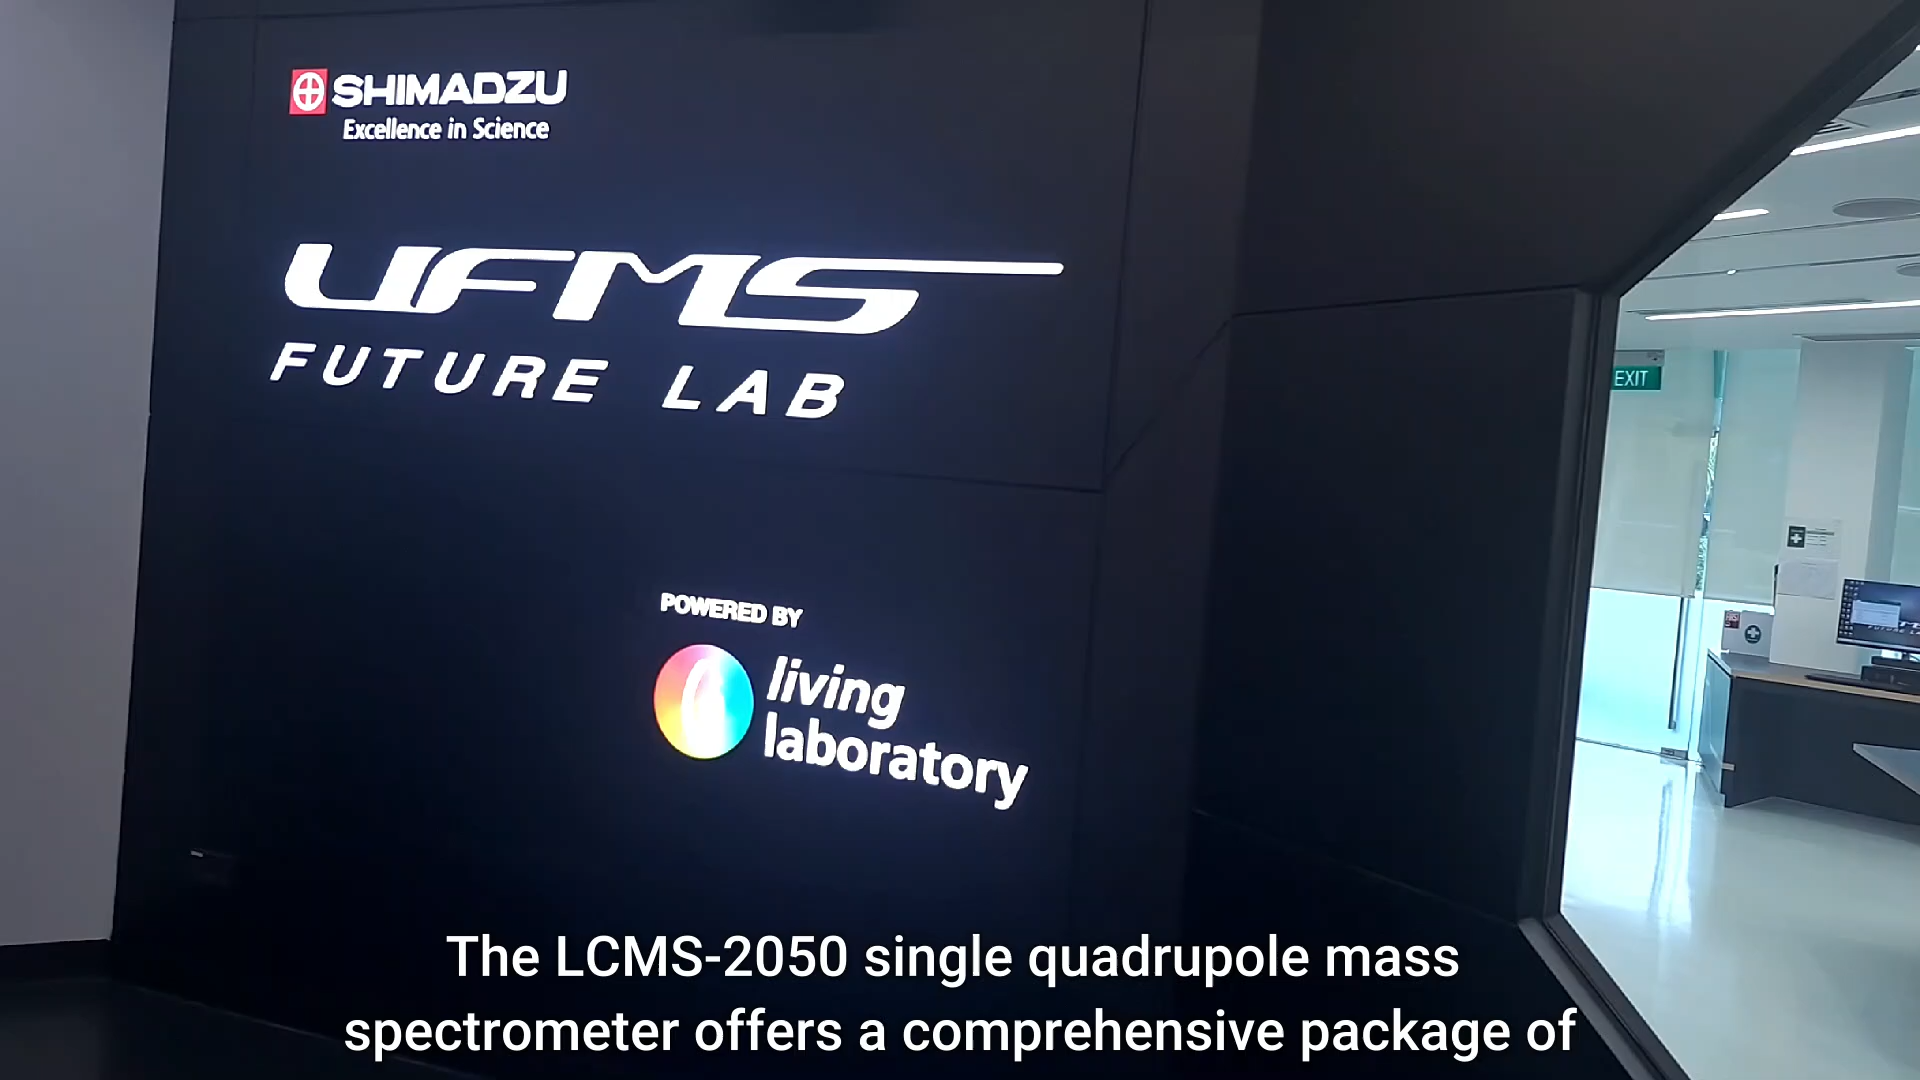 SHIMADZU
Excellence in Science
UFMS
FUTURE LAB
POWERED BY
living
laboratory
EXIT
The LCMS-2050 single quadrupole mass
spectrometer offers a comprehensive package of